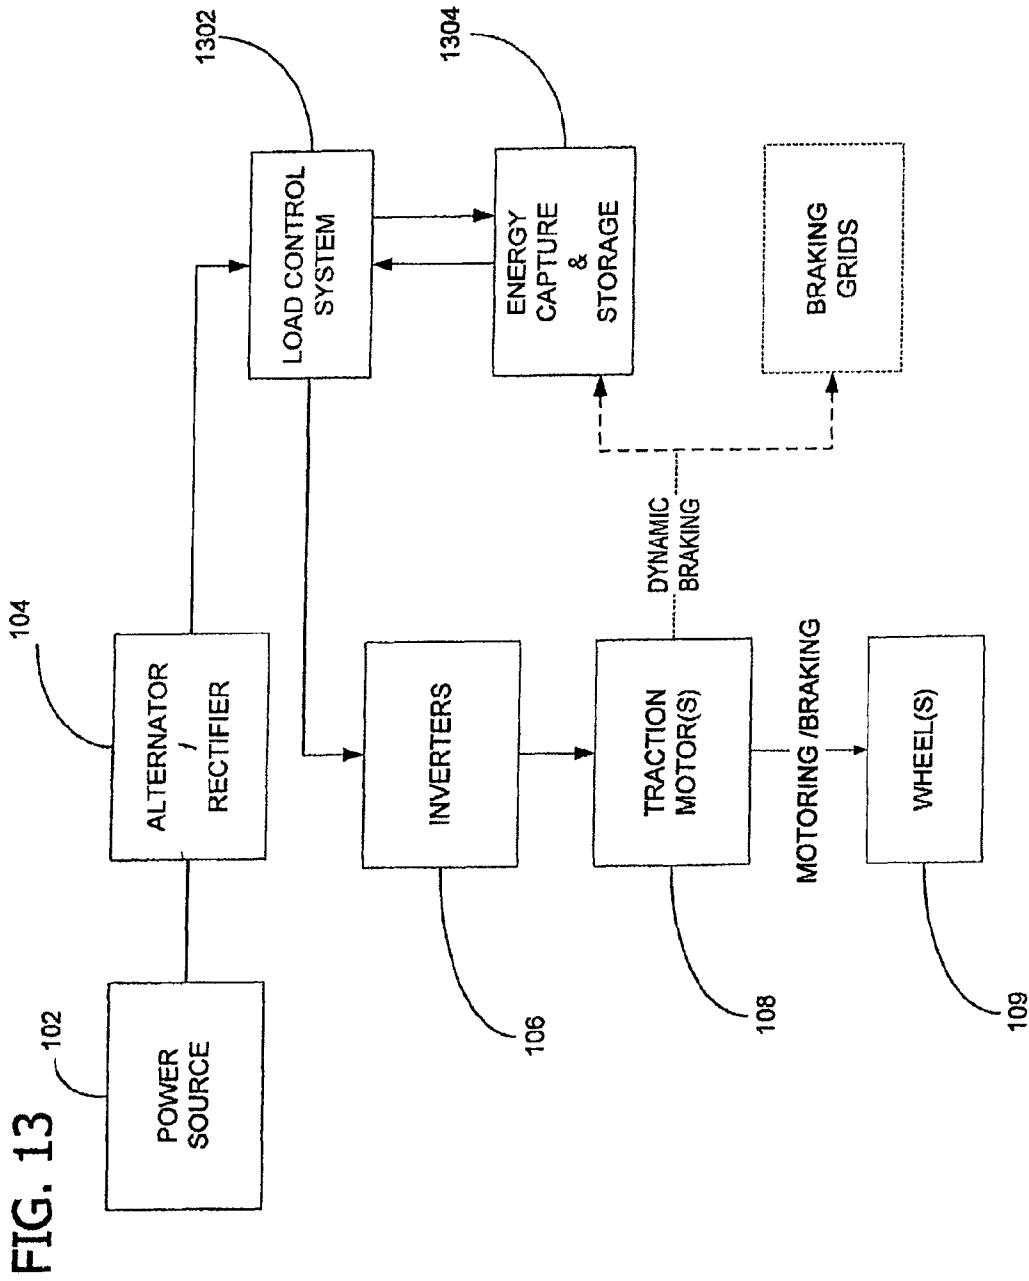 FIG. 13
102
POWER
SOURCE
104
ALTERNATOR
/
RECTIFIER
1302
LOAD CONTROL
SYSTEM
1304
ENERGY
CAPTURE
&
STORAGE
106
INVERTERS
108
TRACTION
MOTOR(S)
DYNAMIC
BRAKING
BRAKING
GRIDS
MOTORING /BRAKING
109
WHEEL(S)